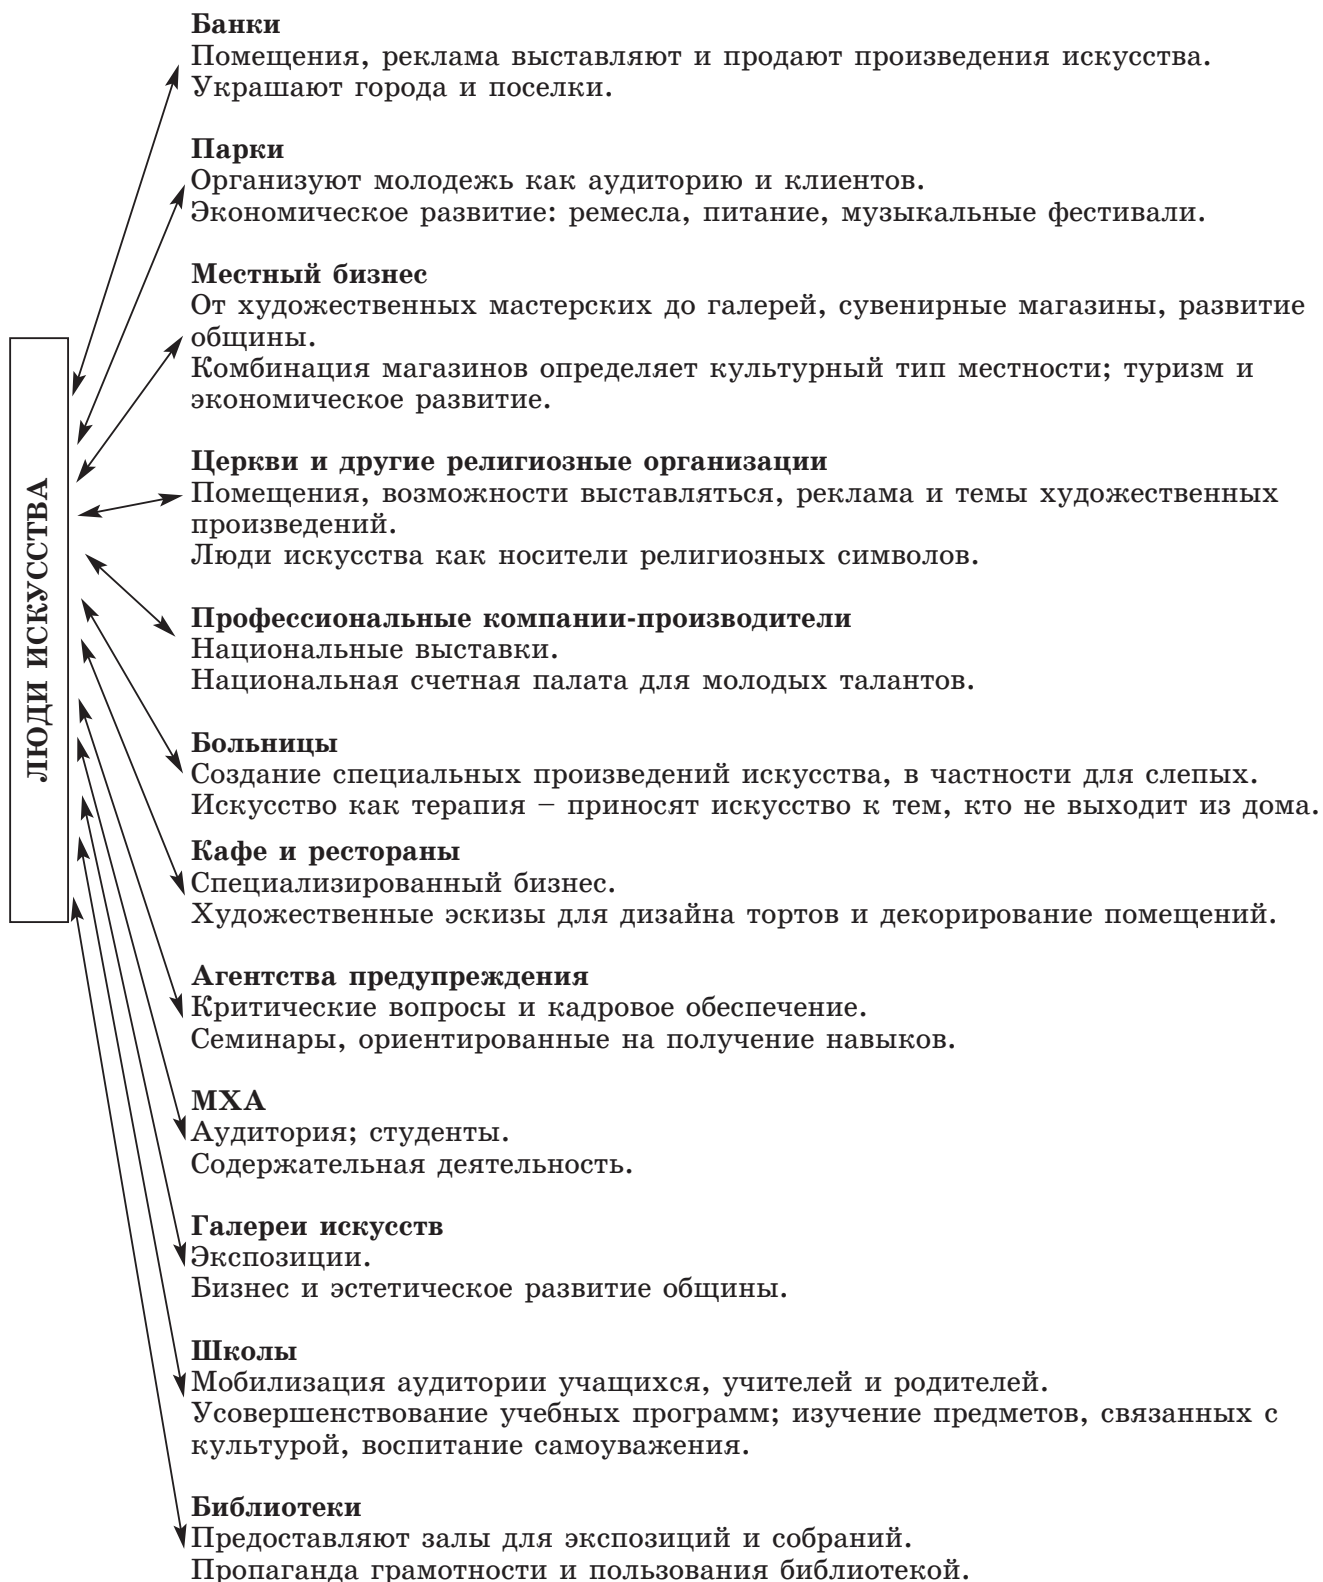 Банки
Помещения, реклама выставляют и продают произведения искусства.
Украшают города и поселки.
Парки
Организуют молодежь как аудиторию и клиентов.
Экономическое развитие: ремесла, питание, музыкальные фестивали.
Местный бизнес
От художественных мастерских до галерей, сувенирные магазины, развитие
общины.
Комбинация магазинов определяет культурный тип местности; туризм и
экономическое развитие.
ЛЮДИ ИСКУССТВА
Церкви и другие религиозные организации
Помещения, возможности выставляться, реклама и темы художественных
произведений.
Люди искусства как носители религиозных символов.
Профессиональные компании-производители
Национальные выставки.
Национальная счетная палата для молодых талантов.
Больницы
Создание специальных произведений искусства, в частности для слепых.
Искусство как терапия – приносят искусство к тем, кто не выходит из дома.
Кафе и рестораны
Специализированный бизнес.
Художественные эскизы для дизайна тортов и декорирование помещений.
Агентства предупреждения
Критические вопросы и кадровое обеспечение.
Семинары, ориентированные на получение навыков.
МХА
Аудитория; студенты.
Содержательная деятельность.
Галереи искусств
Экспозиции.
Бизнес и эстетическое развитие общины.
Школы
Мобилизация аудитории учащихся, учителей и родителей.
Усовершенствование учебных программ; изучение предметов, связанных с
культурой, воспитание самоуважения.
Библиотеки
Предоставляют залы для экспозиций и собраний.
Пропаганда грамотности и пользования библиотекой.